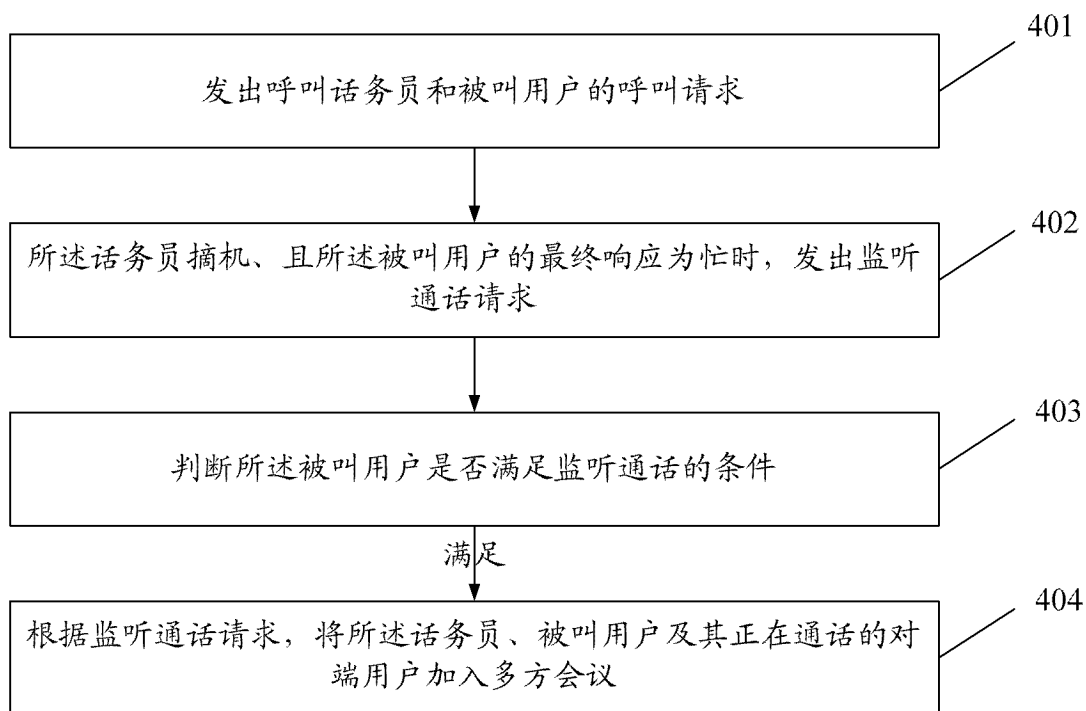 401
发出呼叫话务员和被叫用户的呼叫请求
402
所述话务员摘机、且所述被叫用户的最终响应为忙时，发出监听
通话请求
403
判断所述被叫用户是否满足监听通话的条件
满足
404
根据监听通话请求，将所述话务员、被叫用户及其正在通话的对
端用户加入多方会议